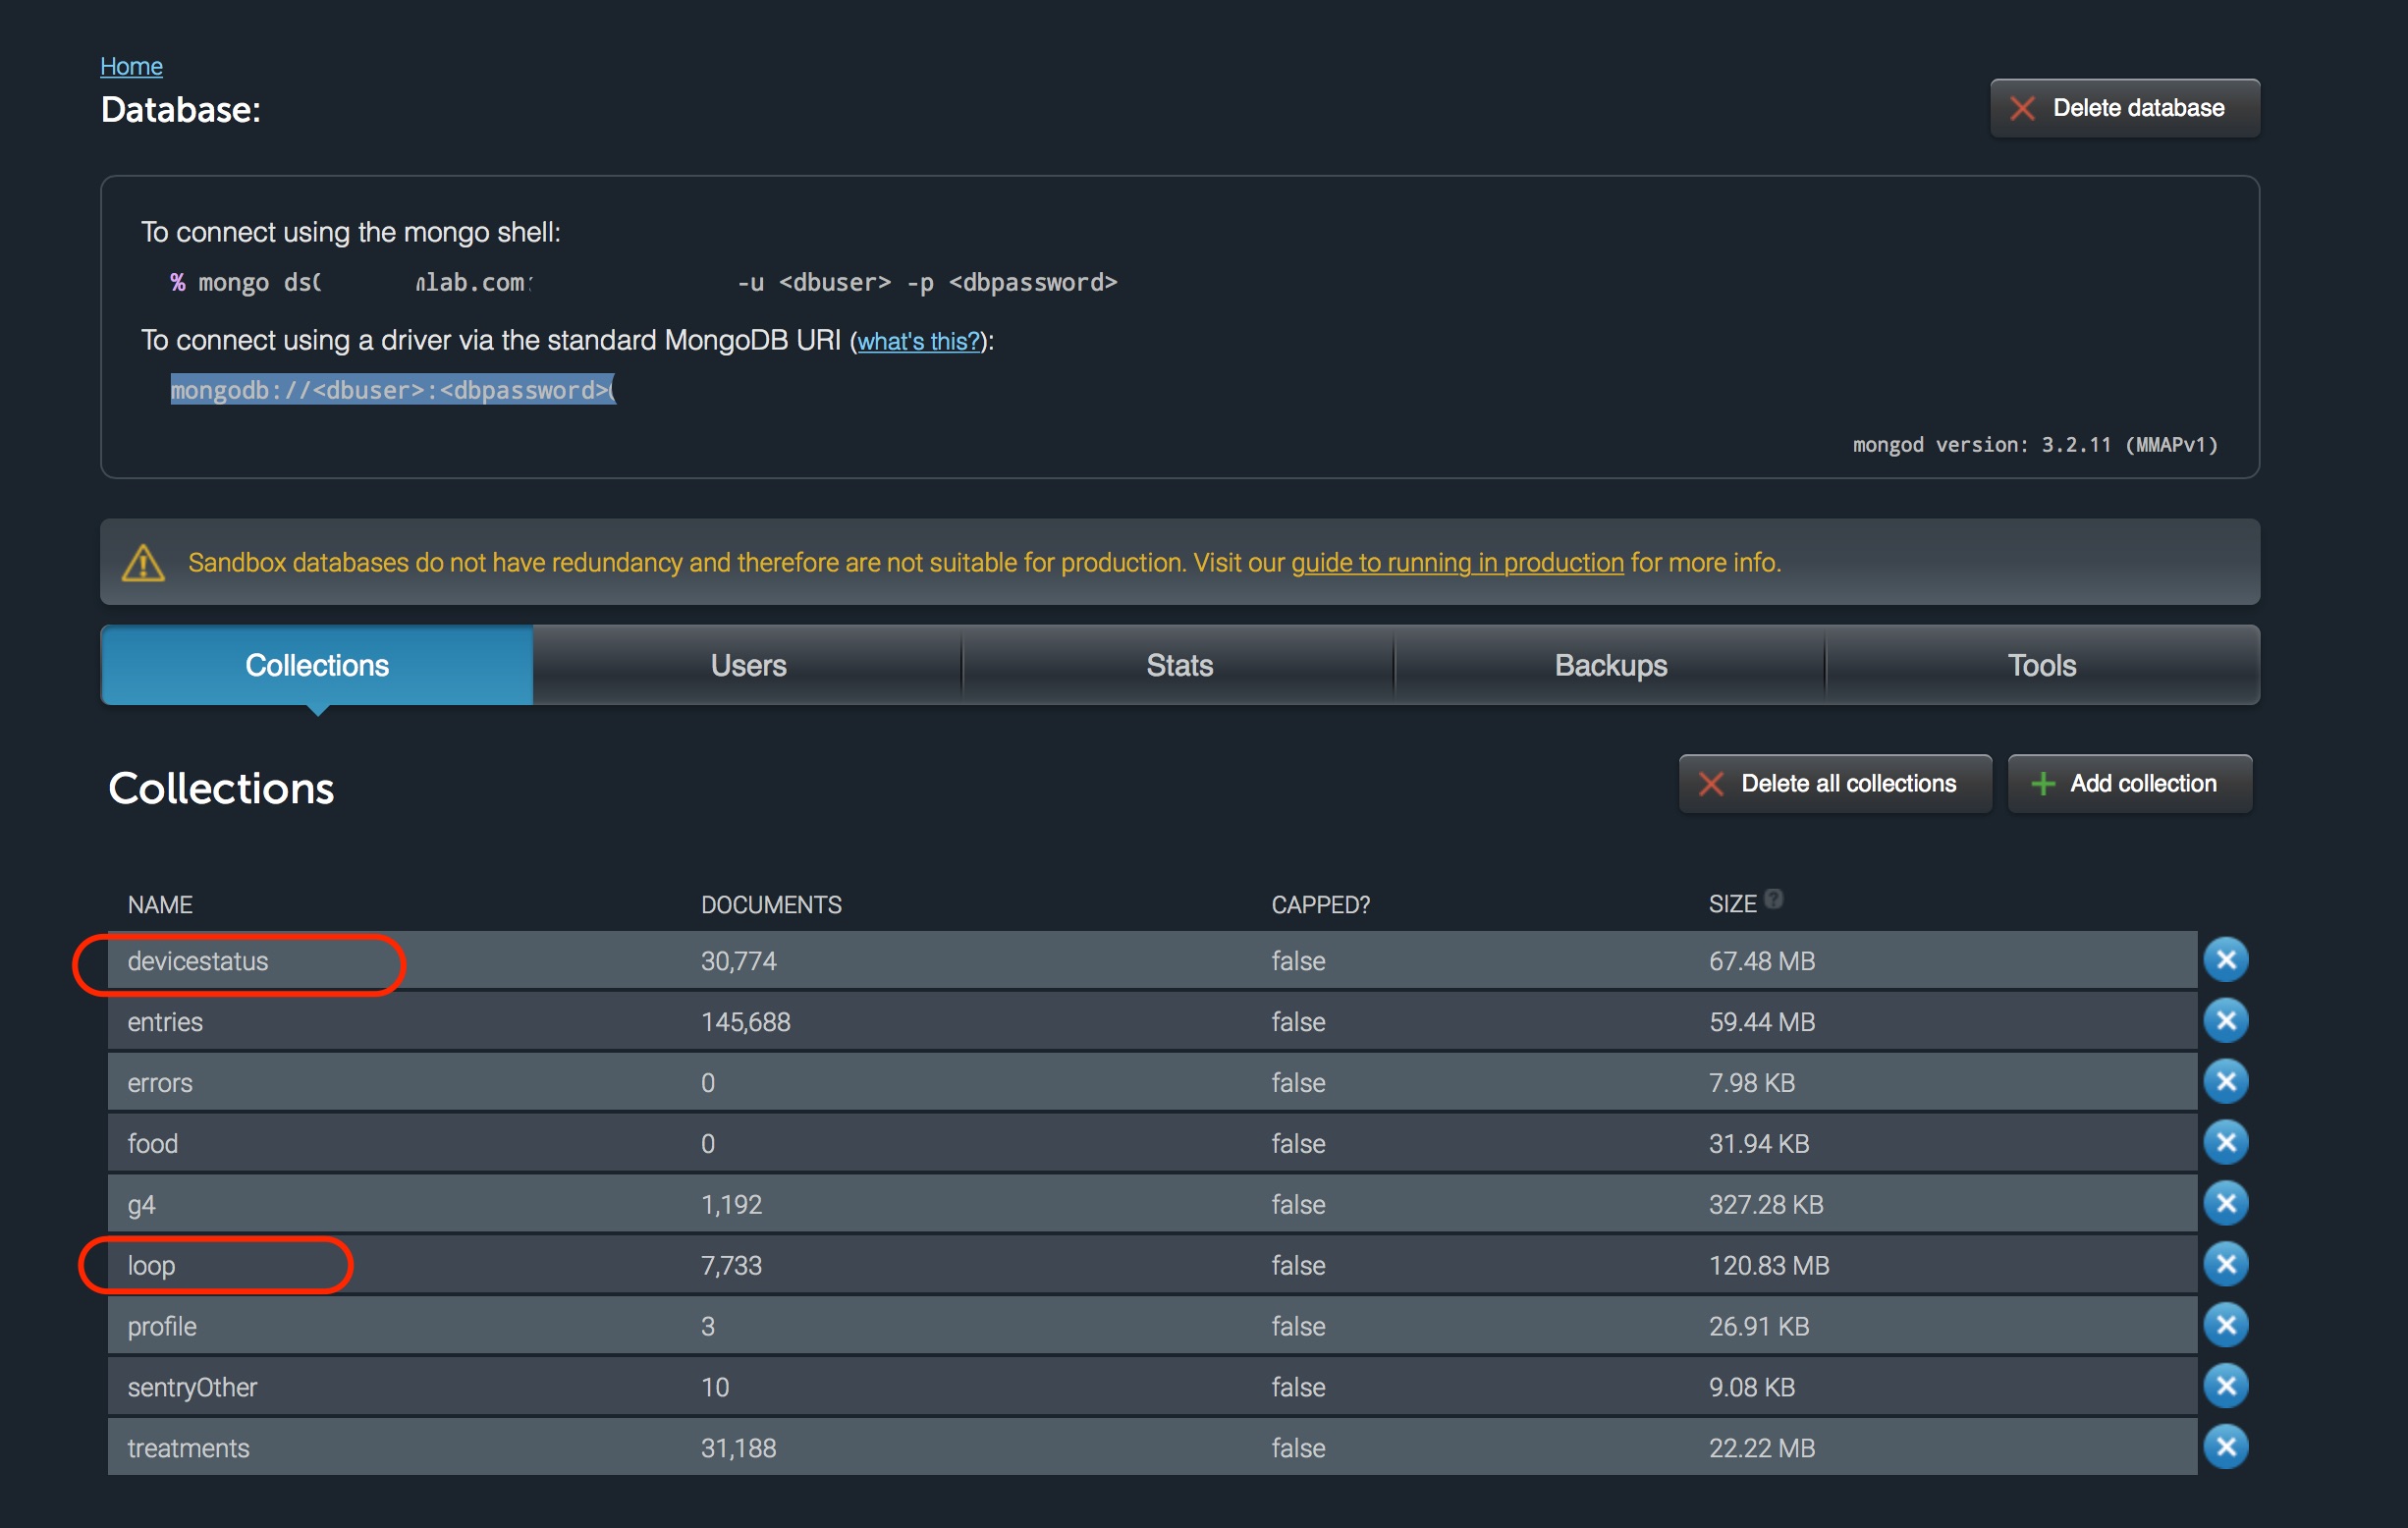 Home
Database:
Delete database
To connect using the mongo shell:
% mongo ds lab.com -u <dbuser> -p <dbpassword>
To connect using a driver via the standard MongoDB URI (what's this?):
mongodb://<dbuser>:<dbpassword>
mongod version: 3.2.11 (MMAPv1)
Sandbox databases do not have redundancy and therefore are not suitable for production. Visit our guide to running in production for more info.
Collections Users Stats Backups Tools
Collections
Delete all collections
Add collection
NAME DOCUMENTS CAPPED? SIZE ?
devicestatus 30,774 false 67.48 MB
entries 145,688 false 59.44 MB
errors 0 false 7.98 KB
food 0 false 31.94 KB
g4 1,192 false 327.28 KB
loop 7,733 false 120.83 MB
profile 3 false 26.91 KB
sentryOther 10 false 9.08 KB
treatments 31,188 false 22.22 MB